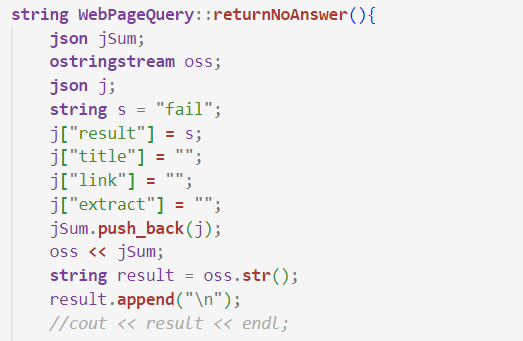 string WebPageQuery::returnNoAnswer(){
    json jSum;
    ostringstream oss;
    json j;
    string s = "fail";
    j["result"] = s;
    j["title"] = "";
    j["link"] = "";
    j["extract"] = "";
    jSum.push_back(j);
    oss << jSum;
    string result = oss.str();
    result.append("\n");
    //cout << result << endl;